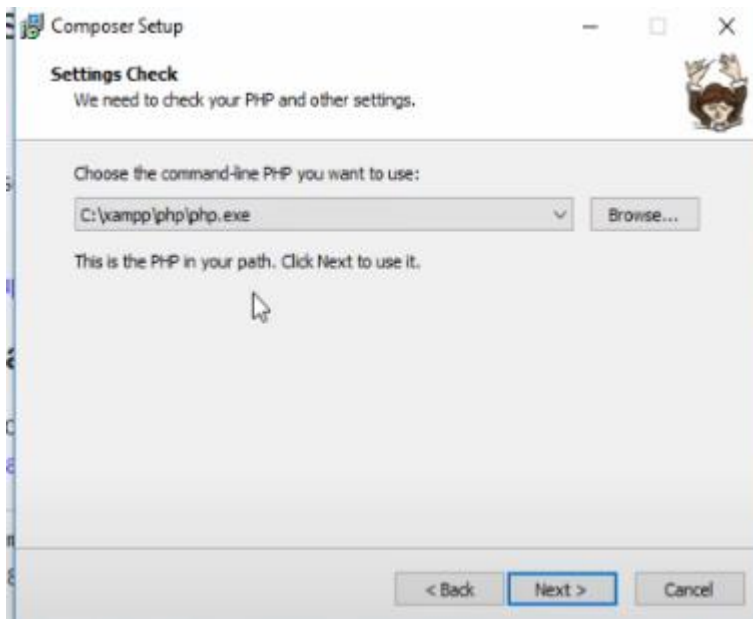 Composer Setup
Settings Check
We need to check your PHP and other settings.
Choose the command-line PHP you want to use:
C:\xampp\php\php.exe
Browse...
This is the PHP in your path. Click Next to use it.
< Back
Next >
Cancel